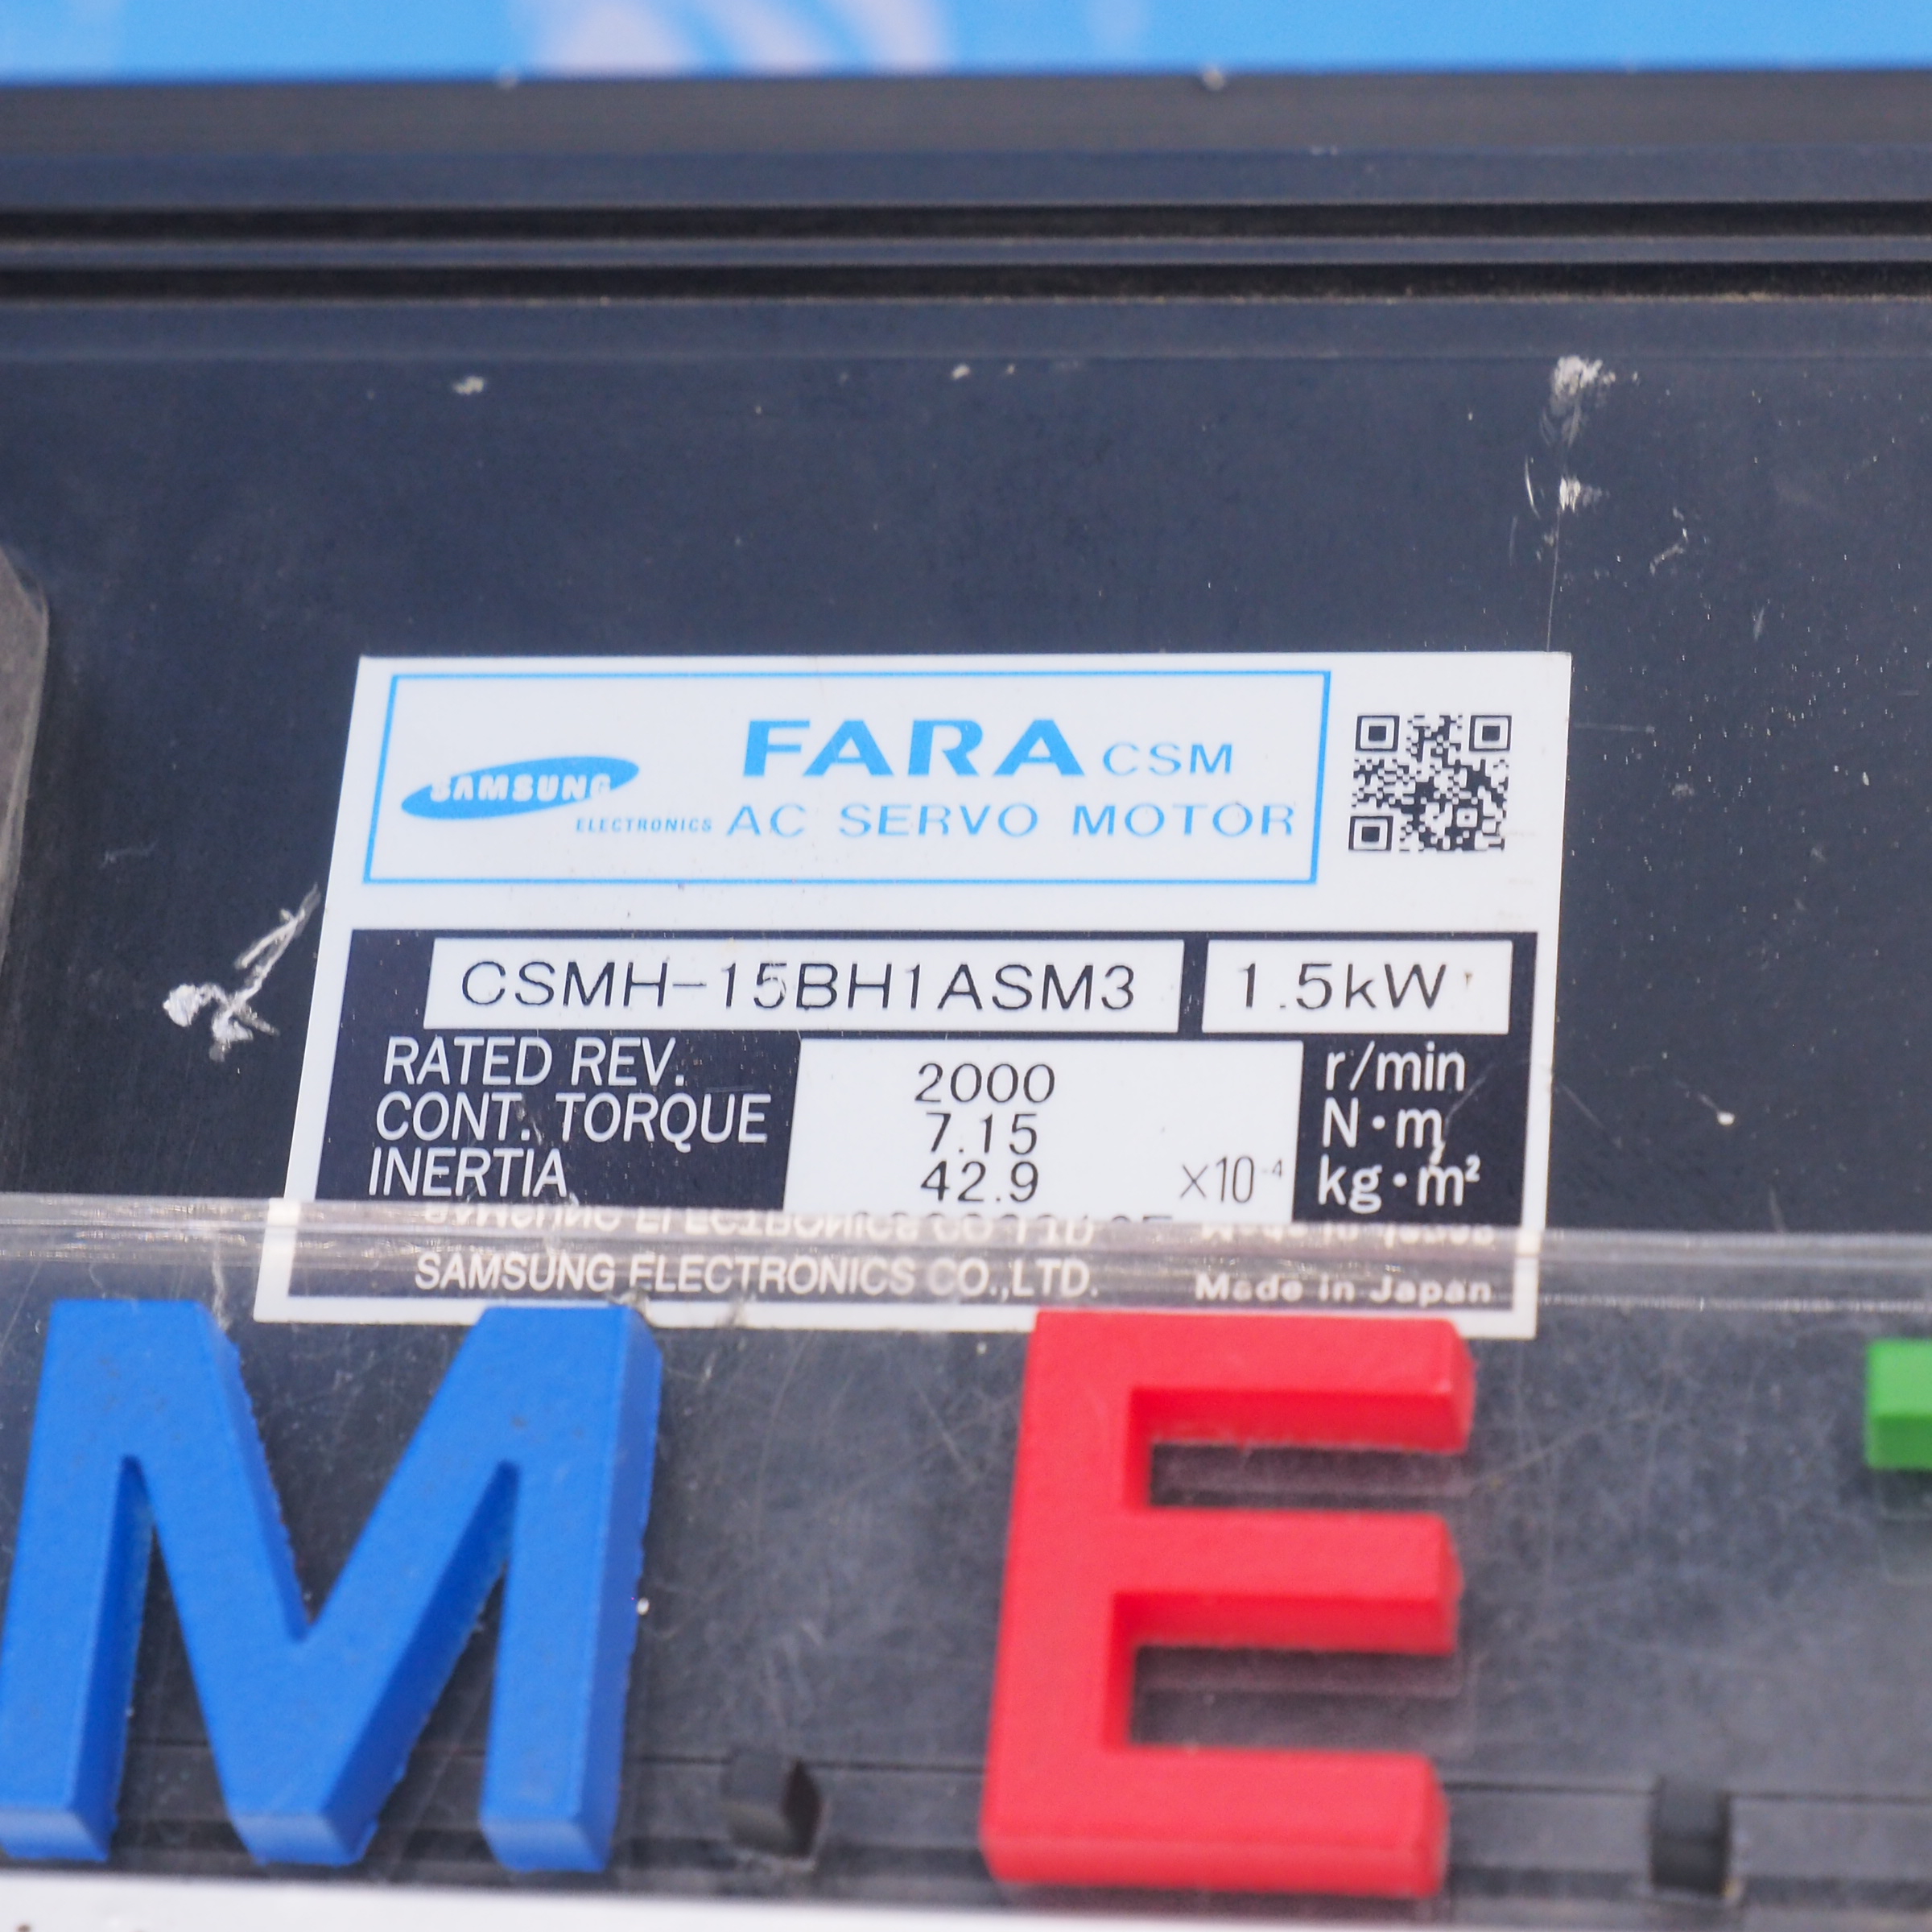 SAMSUNG
ELECTRONICS
FARA CSM
AC SERVO MOTOR
CSMH-15BH1ASM3 1.5kW
RATED REV. 2000 r/min
CONT. TORQUE 7.15 N·m
INERTIA 42.9 ×10⁻⁴ kg·m²
SAMSUNG ELECTRONICS CO.,LTD. Made in Japan
M E